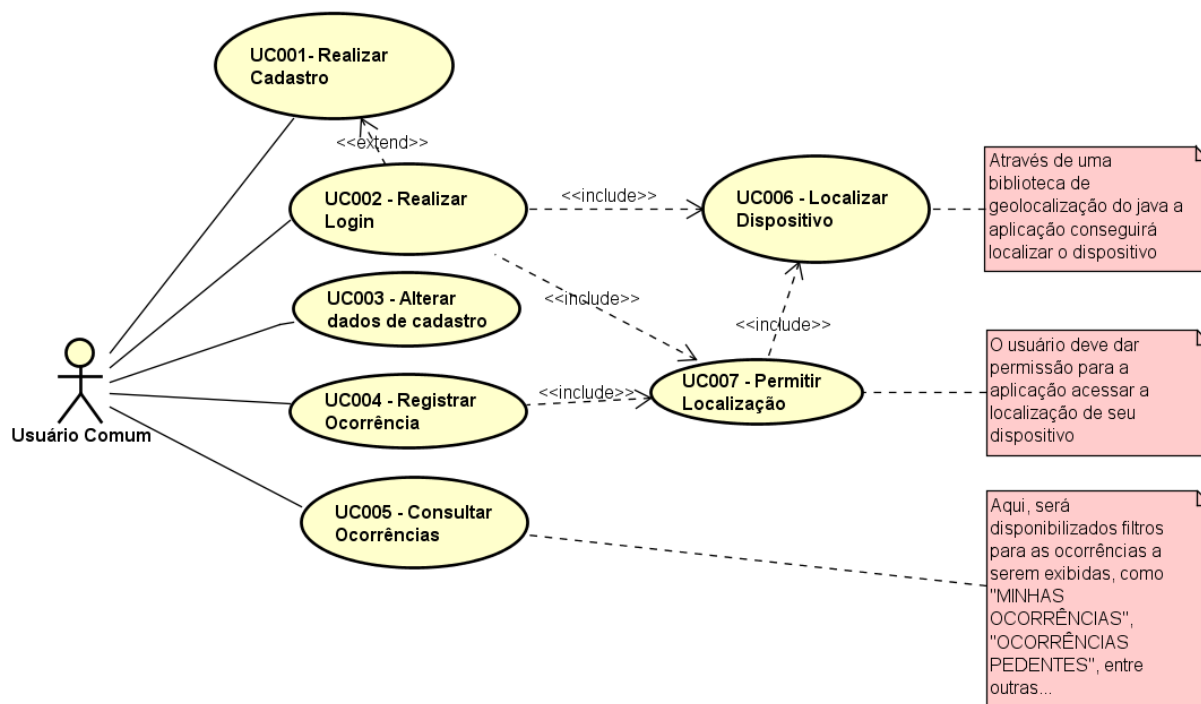 UC001- Realizar
Cadastro
<<extend>>
UC002 - Realizar
Login
<<include>>
UC006 - Localizar
Dispositivo
Através de uma
biblioteca de
geolocalização do java a
aplicação conseguirá
localizar o dispositivo
UC003 - Alterar
dados de cadastro
<<include>>
<<include>>
Usuário Comum
UC004 - Registrar
Ocorrência
<<include>>
UC007 - Permitir
Localização
O usuário deve dar
permissão para a
aplicação acessar a
localização de seu
dispositivo
UC005 - Consultar
Ocorrências
Aqui, será
disponibilizados filtros
para as ocorrências a
serem exibidas, como
"MINHAS
OCORRÊNCIAS",
"OCORRÊNCIAS
PEDENTES", entre
outras...